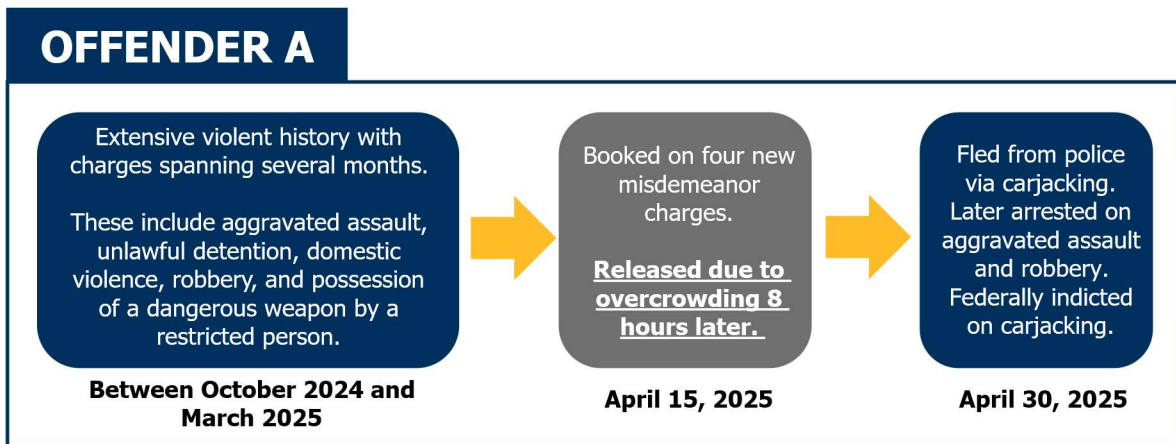 OFFENDER A
Extensive violent history with
charges spanning several months.
These include aggravated assault,
unlawful detention, domestic
violence, robbery, and possession
of a dangerous weapon by a
restricted person.
Between October 2024 and
March 2025
Booked on four new
misdemeanor
charges.
Released due to
overcrowding 8
hours later.
April 15, 2025
Fled from police
via carjacking.
Later arrested on
aggravated assault
and robbery.
Federally indicted
on carjacking.
April 30, 2025